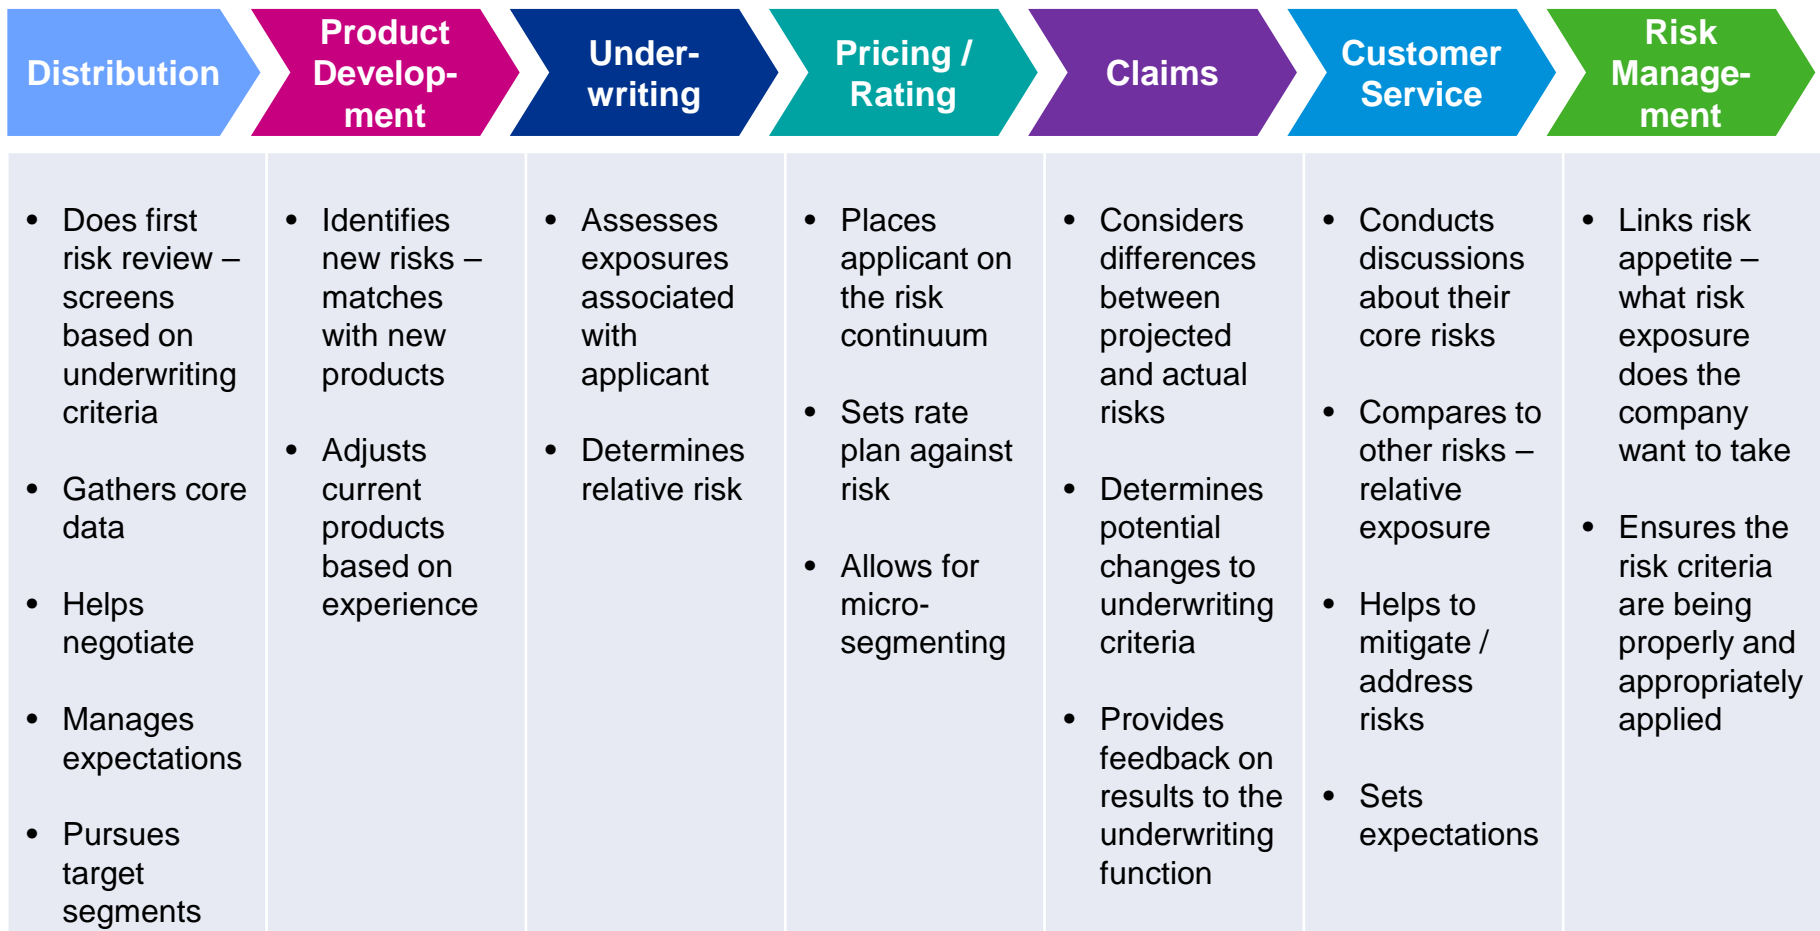 Distribution
Product
Develop-
ment
Under-
writing
Pricing /
Rating
Claims
Customer
Service
Risk
Manage-
ment
• Does first
risk review –
screens
based on
underwriting
criteria
• Gathers core
data
• Helps
negotiate
• Manages
expectations
• Pursues
target
segments
• Identifies
new risks –
matches
with new
products
• Adjusts
current
products
based on
experience
• Assesses
exposures
associated
with
applicant
• Determines
relative risk
• Places
applicant on
the risk
continuum
• Sets rate
plan against
risk
• Allows for
micro-
segmenting
• Considers
differences
between
projected
and actual
risks
• Determines
potential
changes to
underwriting
criteria
• Provides
feedback on
results to the
underwriting
function
• Conducts
discussions
about their
core risks
• Compares to
other risks –
relative
exposure
• Helps to
mitigate /
address
risks
• Sets
expectations
• Links risk
appetite –
what risk
exposure
does the
company
want to take
• Ensures the
risk criteria
are being
properly and
appropriately
applied